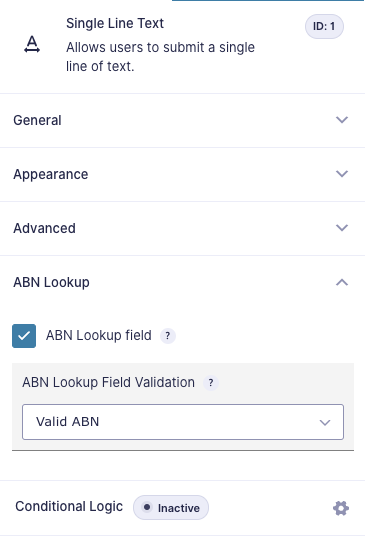 Single Line Text
ID: 1
Allows users to submit a single
line of text.
General
Appearance
Advanced
ABN Lookup
ABN Lookup field ?
ABN Lookup Field Validation ?
Valid ABN
Conditional Logic Inactive